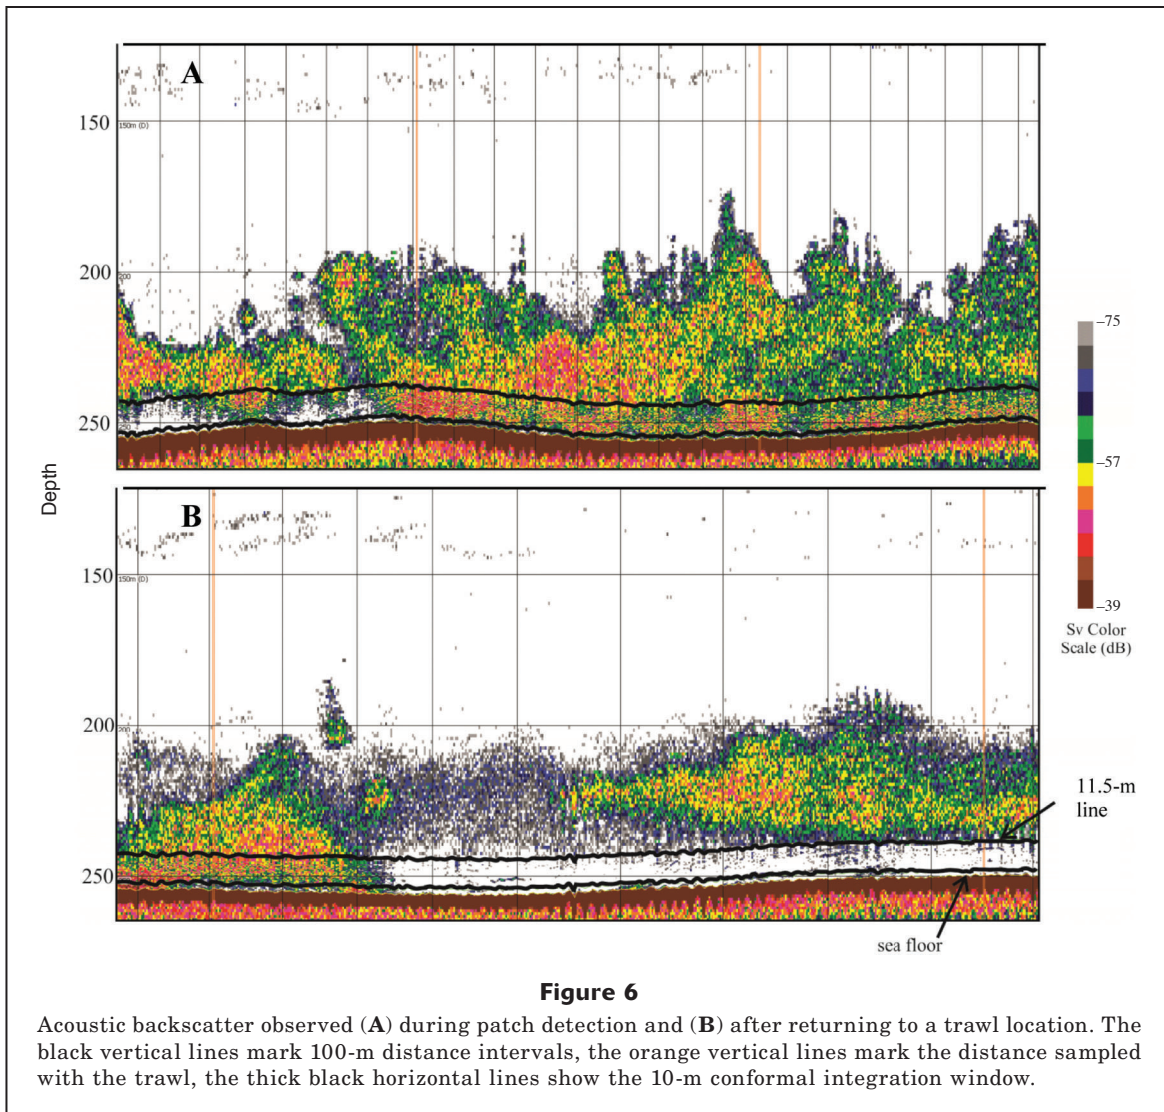 A
150
150m (D)
200
200
250
Depth
B
150
150m (D)
200
250
–75
–57
–39
Sv Color
Scale (dB)
11.5-m
line
sea floor
Figure 6
Acoustic backscatter observed (A) during patch detection and (B) after returning to a trawl location. The
black vertical lines mark 100-m distance intervals, the orange vertical lines mark the distance sampled
with the trawl, the thick black horizontal lines show the 10-m conformal integration window.